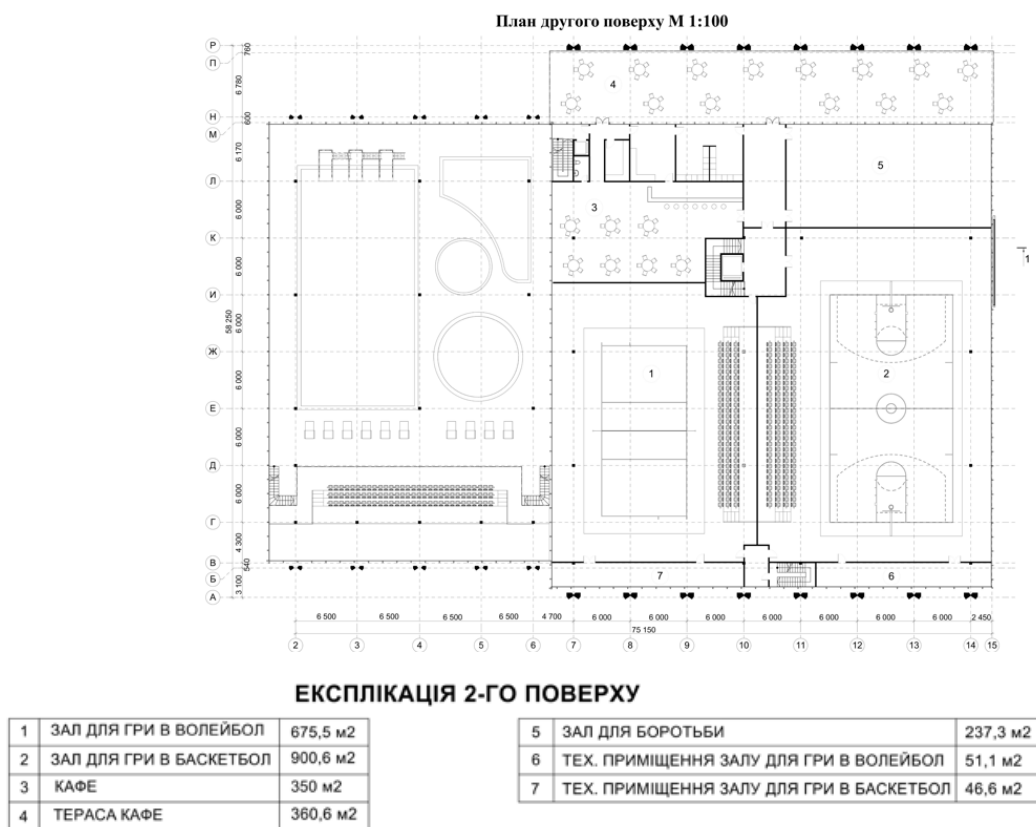 План другого поверху М 1:100
Р
П
Н
М
Л
К
И
Ж
Е
Д
Г
В
Б
А
760
6 780
600
6 170
6 000
6 000
6 000
6 000
6 000
6 000
4 300
540
3 100
58 250
4
5
3
1
1
2
7
6
6 500
6 500
6 500
6 500
4 700
6 000
6 000
6 000
6 000
6 000
6 000
6 000
2 450
75 150
2
3
4
5
6
7
8
9
10
11
12
13
14
15
ЕКСПЛІКАЦІЯ 2-ГО ПОВЕРХУ
1 ЗАЛ ДЛЯ ГРИ В ВОЛЕЙБОЛ 675,5 м2
2 ЗАЛ ДЛЯ ГРИ В БАСКЕТБОЛ 900,6 м2
3 КАФЕ 350 м2
4 ТЕРАСА КАФЕ 360,6 м2
5 ЗАЛ ДЛЯ БОРОТЬБИ 237,3 м2
6 ТЕХ. ПРИМІЩЕННЯ ЗАЛУ ДЛЯ ГРИ В ВОЛЕЙБОЛ 51,1 м2
7 ТЕХ. ПРИМІЩЕННЯ ЗАЛУ ДЛЯ ГРИ В БАСКЕТБОЛ 46,6 м2